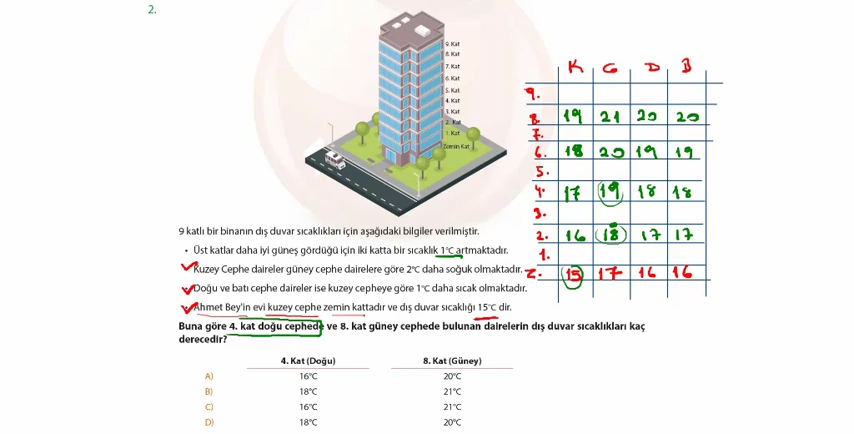 2.
9. Kat
8. Kat
7. Kat
6. Kat
5. Kat
4. Kat
3. Kat
2. Kat
1. Kat
Zemin Kat
K G D B
9.
8. 19 21 20 20
7.
6. 18 20 19 19
5.
4. 17 19 18 18
3.
2. 16 18 17 17
1.
Z. 15 17 16 16
9 katlı bir binanın dış duvar sıcaklıkları için aşağıdaki bilgiler verilmiştir.
• Üst katlar daha iyi güneş gördüğü için iki katta bir sıcaklık 1°C artmaktadır.
Kuzey Cephe daireler güney cephe dairelere göre 2°C daha soğuk olmaktadır.
Doğu ve batı cephe daireler ise kuzey cepheye göre 1°C daha sıcak olmaktadır.
Ahmet Bey'in evi kuzey cephe zemin kattadır ve dış duvar sıcaklığı 15°C dir.
Buna göre 4. kat doğu cephede ve 8. kat güney cephede bulunan dairelerin dış duvar sıcaklıkları kaç
derecedir?
4. Kat (Doğu) 8. Kat (Güney)
A) 16°C 20°C
B) 18°C 21°C
C) 16°C 21°C
D) 18°C 20°C